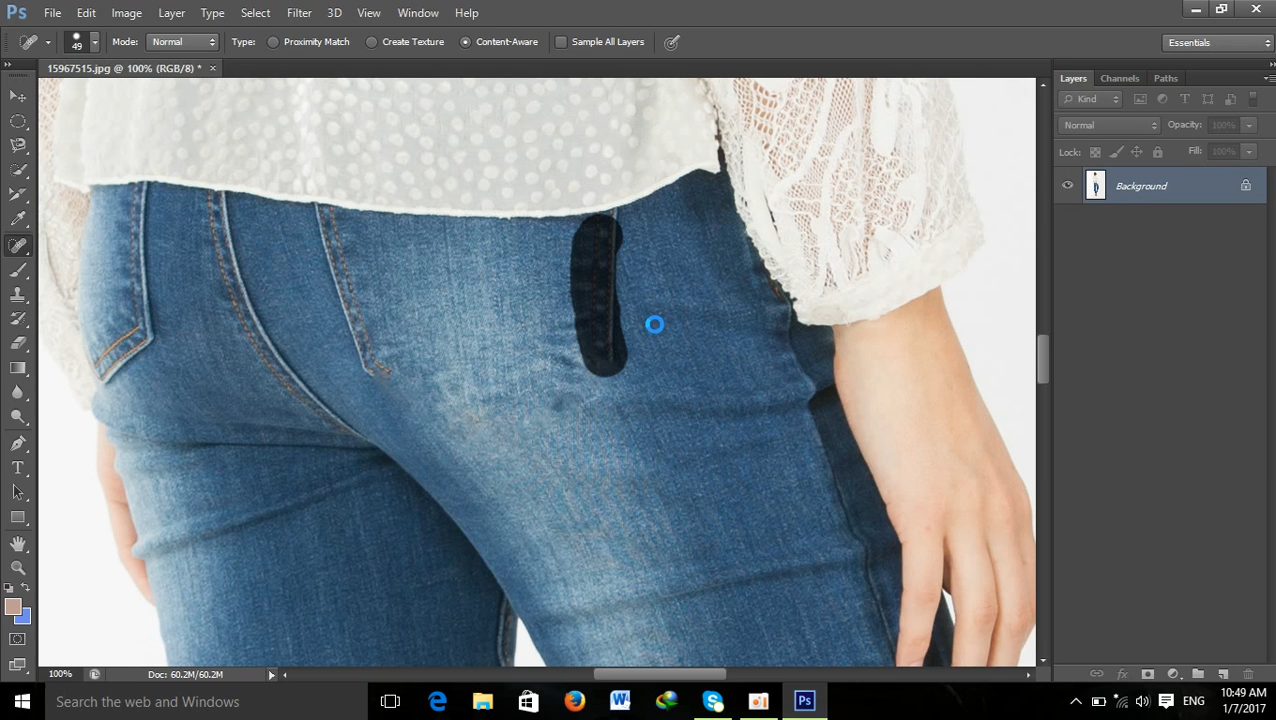 Ps File Edit Image Layer Type Select Filter 3D View Window Help
49 Mode: Normal Type: Proximity Match Create Texture Content-Aware Sample All Layers Essentials
15967515.jpg @ 100% (RGB/8) * ×
Layers Channels Paths
Kind
Normal Opacity: 100%
Lock: Fill: 100%
Background
100% Doc: 60.2M/60.2M
Search the web and Windows
ENG
10:49 AM
1/7/2017